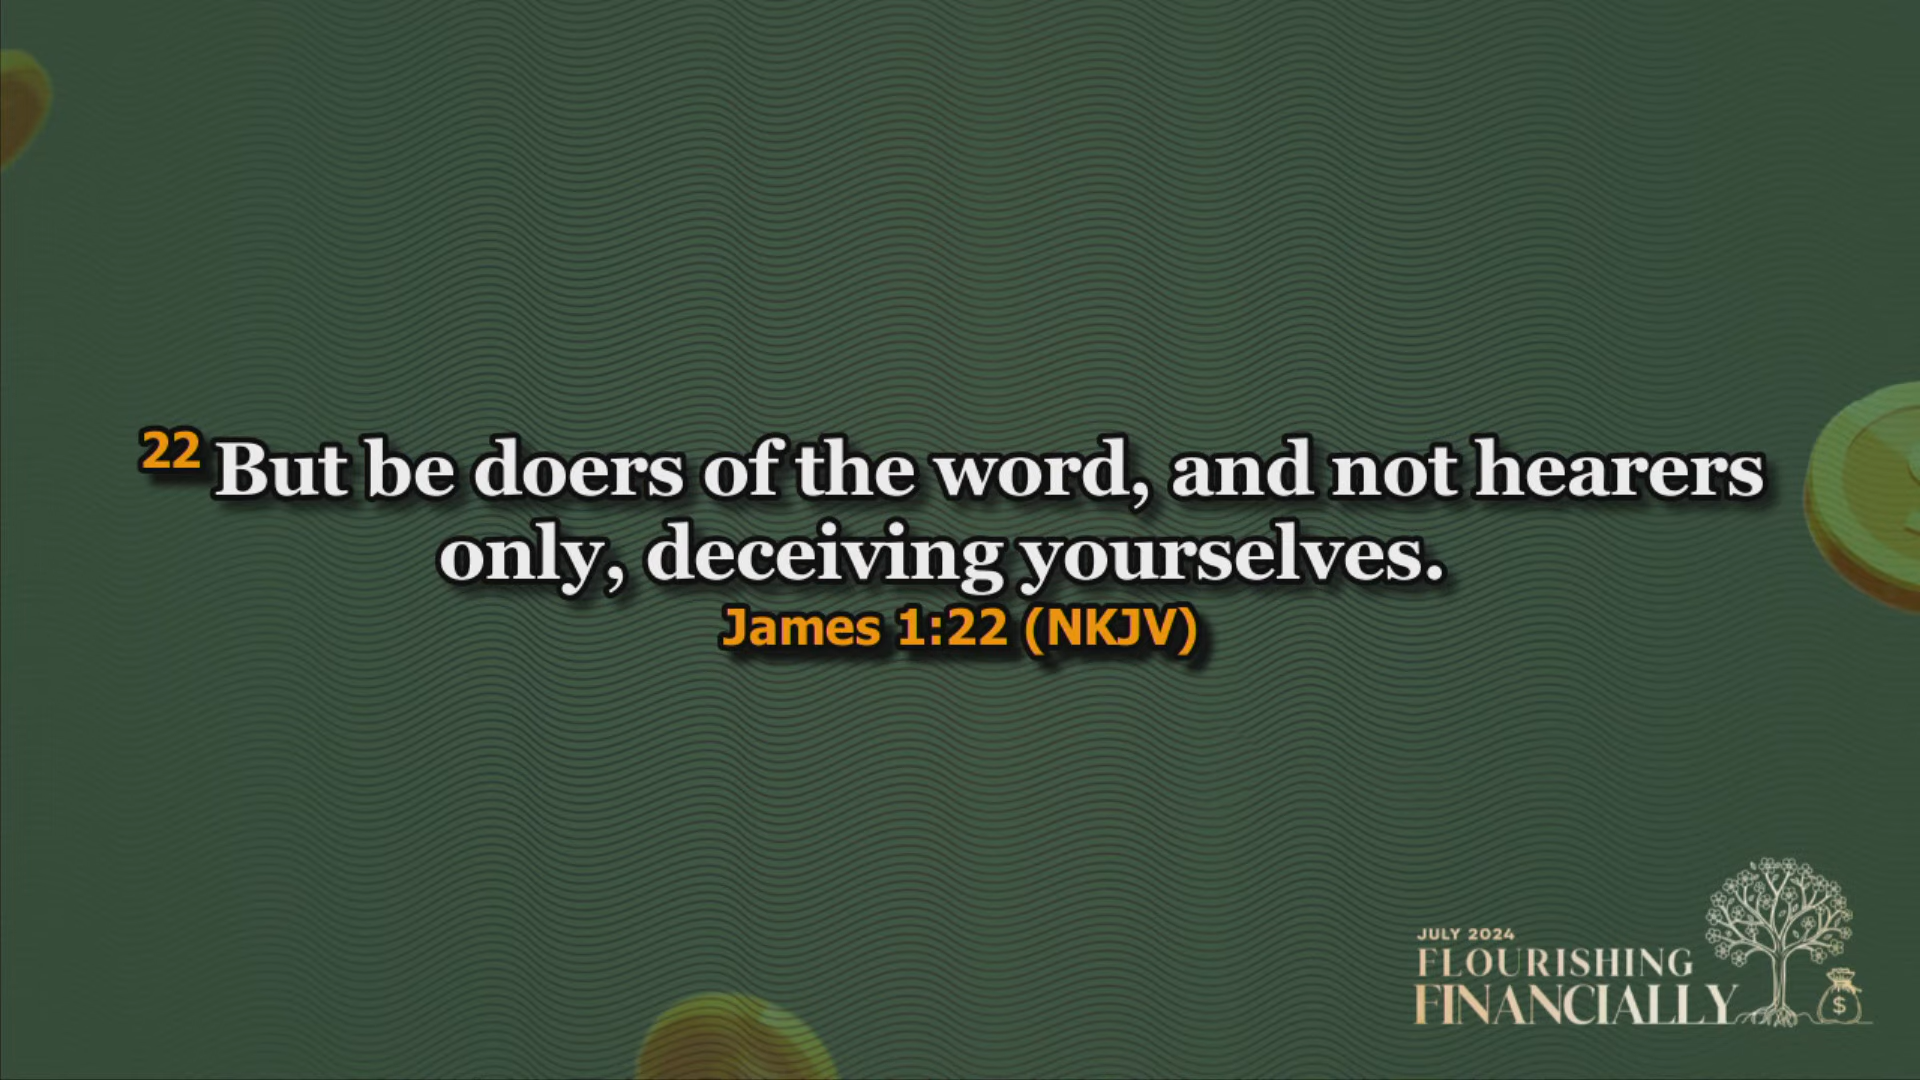 22 But be doers of the word, and not hearers
only, deceiving yourselves.
James 1:22 (NKJV)
JULY 2024
FLOURISHING
FINANCIALLY
$